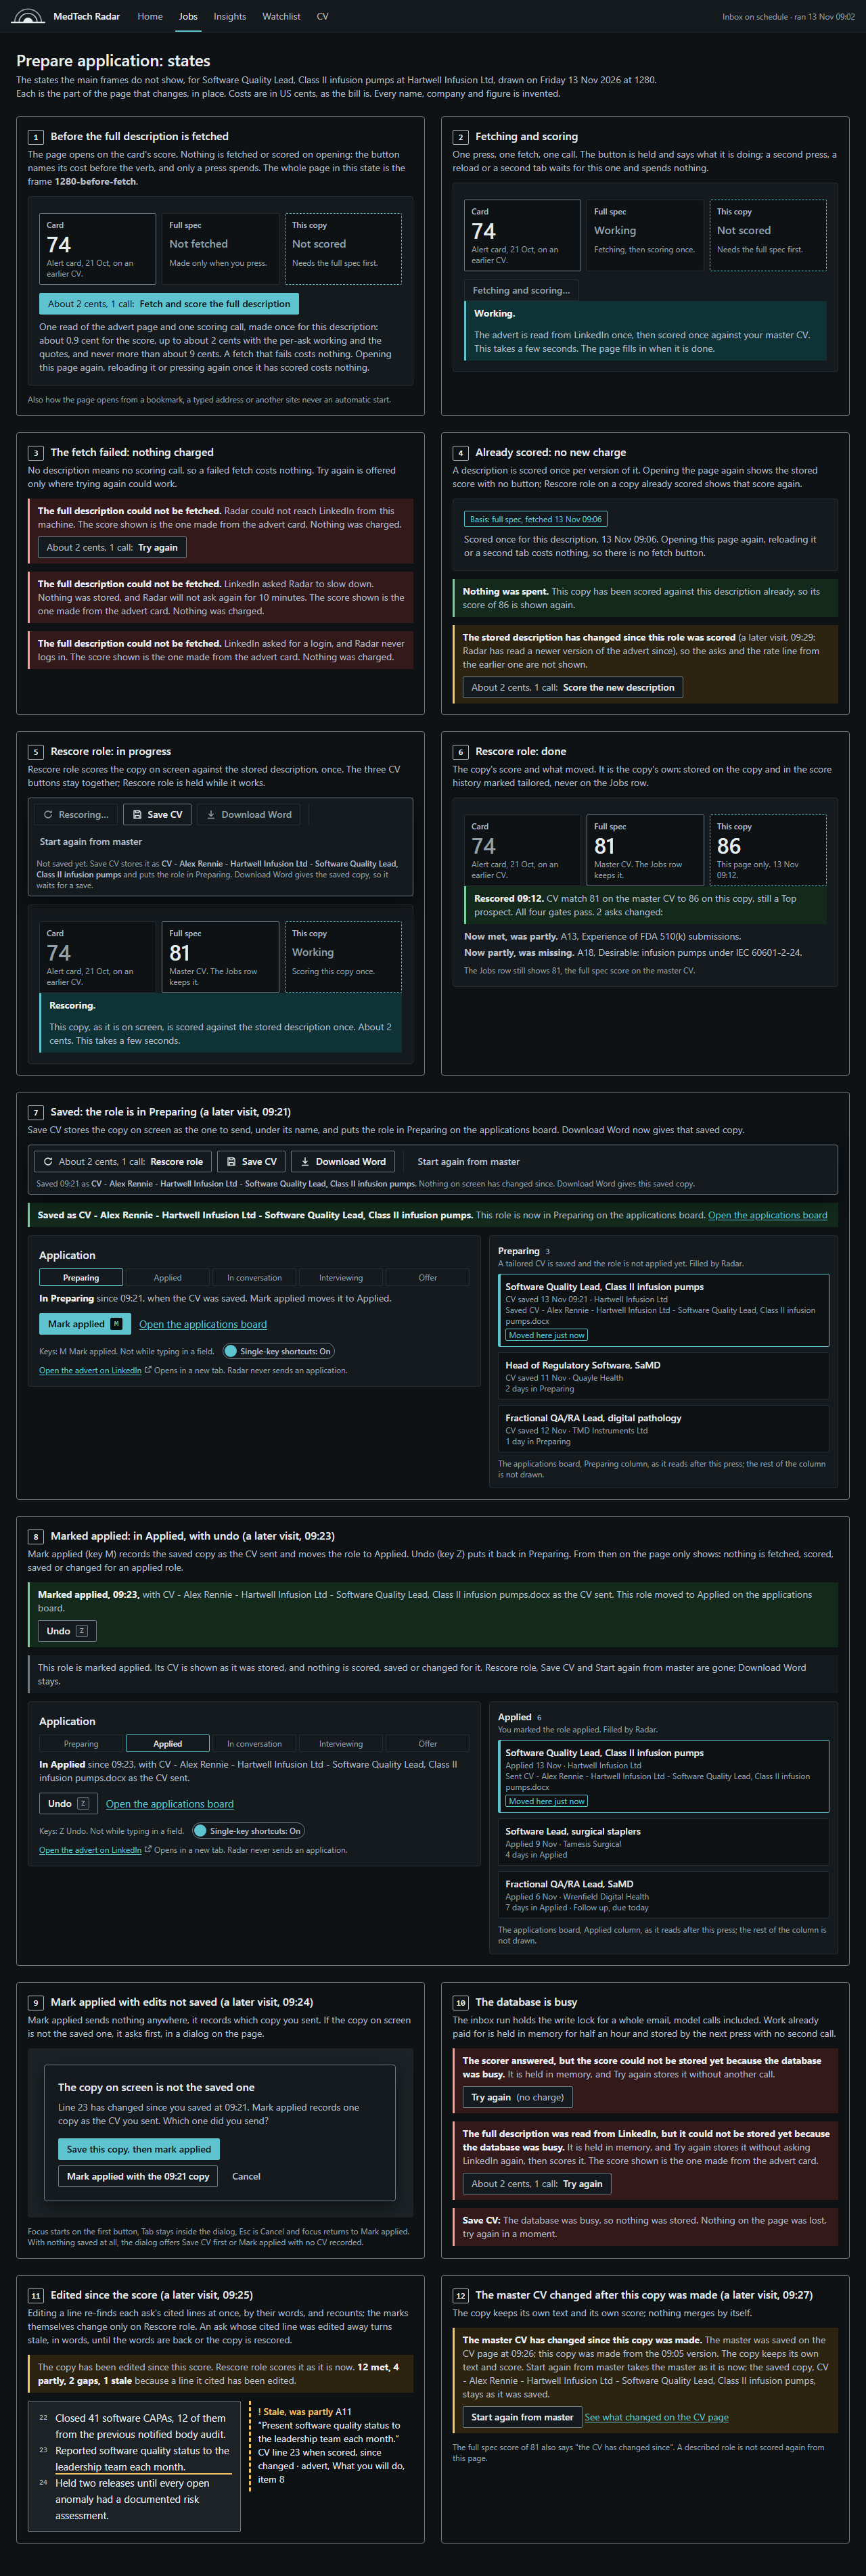 MedTech Radar
Home
Jobs
Insights
Watchlist
CV
Inbox on schedule · ran 13 Nov 09:02
Prepare application: states
The states the main frames do not show, for Software Quality Lead, Class II infusion pumps at Hartwell Infusion Ltd, drawn on Friday 13 Nov 2026 at 1280.
Each is the part of the page that changes, in place. Costs are in US cents, as the bill is. Every name, company and figure is invented.
1 Before the full description is fetched
The page opens on the card's score. Nothing is fetched or scored on opening: the button
names its cost before the verb, and only a press spends. The whole page in this state is the
frame 1280-before-fetch.
Card
74
Alert card, 21 Oct, on an
earlier CV.
Full spec
Not fetched
Made only when you press.
This copy
Not scored
Needs the full spec first.
About 2 cents, 1 call: Fetch and score the full description
One read of the advert page and one scoring call, made once for this description:
about 0.9 cent for the score, up to about 2 cents with the per-ask working and the
quotes, and never more than about 9 cents. A fetch that fails costs nothing. Opening
this page again, reloading it or pressing again once it has scored costs nothing.
Also how the page opens from a bookmark, a typed address or another site: never an automatic start.
2 Fetching and scoring
One press, one fetch, one call. The button is held and says what it is doing; a second press, a
reload or a second tab waits for this one and spends nothing.
Card
74
Alert card, 21 Oct, on an
earlier CV.
Full spec
Working
Fetching, then scoring once.
This copy
Not scored
Needs the full spec first.
Fetching and scoring...
Working.
The advert is read from LinkedIn once, then scored once against your master CV.
This takes a few seconds. The page fills in when it is done.
3 The fetch failed: nothing charged
No description means no scoring call, so a failed fetch costs nothing. Try again is offered
only where trying again could work.
The full description could not be fetched. Radar could not reach LinkedIn from this
machine. The score shown is the one made from the advert card. Nothing was charged.
About 2 cents, 1 call: Try again
The full description could not be fetched. LinkedIn asked Radar to slow down.
Nothing was stored, and Radar will not ask again for 10 minutes. The score shown is the
one made from the advert card. Nothing was charged.
The full description could not be fetched. LinkedIn asked for a login, and Radar never
logs in. The score shown is the one made from the advert card. Nothing was charged.
4 Already scored: no new charge
A description is scored once per version of it. Opening the page again shows the stored
score with no button; Rescore role on a copy already scored shows that score again.
Basis: full spec, fetched 13 Nov 09:06
Scored once for this description, 13 Nov 09:06. Opening this page again, reloading it
or a second tab costs nothing, so there is no fetch button.
Nothing was spent. This copy has been scored against this description already, so its
score of 86 is shown again.
The stored description has changed since this role was scored (a later visit, 09:29:
Radar has read a newer version of the advert since), so the asks and the rate line from
the earlier one are not shown.
About 2 cents, 1 call: Score the new description
5 Rescore role: in progress
Rescore role scores the copy on screen against the stored description, once. The three CV
buttons stay together: Rescore role is held while it works.
Rescoring...
Save CV
Download Word
Start again from master
Not saved yet. Save CV stores it as CV - Alex Rennie - Hartwell Infusion Ltd - Software Quality Lead,
Class II infusion pumps and puts the role in Preparing. Download Word gives the saved copy, so it
waits for a save.
Card
74
Alert card, 21 Oct, on an
earlier CV.
Full spec
81
Master CV. The Jobs row
keeps it.
This copy
Working
Scoring this copy once.
Rescoring.
This copy, as it is on screen, is scored against the stored description once. About 2
cents. This takes a few seconds.
6 Rescore role: done
The copy's score and what moved. It is the copy's own: stored on the copy and in the score
history marked tailored, never on the Jobs row.
Card
74
Alert card, 21 Oct, on an
earlier CV.
Full spec
81
Master CV. The Jobs row
keeps it.
This copy
86
This page only. 13 Nov
09:12.
Rescored 09:12. CV match 81 on the master CV to 86 on this copy, still a Top
prospect. All four gates pass. 2 asks changed:
Now met, was partly. A13, Experience of FDA 510(k) submissions.
Now partly, was missing. A18, Desirable: infusion pumps under IEC 60601-2-24.
The Jobs row still shows 81, the full spec score on the master CV.
7 Saved: the role is in Preparing (a later visit, 09:21)
Save CV stores the copy on screen as the one to send, under its name, and puts the role in Preparing on the applications board. Download Word now gives that saved copy.
About 2 cents, 1 call: Rescore role
Save CV
Download Word
Start again from master
Saved 09:21 as CV - Alex Rennie - Hartwell Infusion Ltd - Software Quality Lead, Class II infusion pumps. Nothing on screen has changed since. Download Word gives this saved copy.
Saved as CV - Alex Rennie - Hartwell Infusion Ltd - Software Quality Lead, Class II infusion pumps. This role is now in Preparing on the applications board. Open the applications board
Application
Preparing
Applied
In conversation
Interviewing
Offer
In Preparing since 09:21, when the CV was saved. Mark applied moves it to Applied.
Mark applied M
Open the applications board
Keys: M Mark applied. Not while typing in a field.
Single-key shortcuts: On
Open the advert on LinkedIn Opens in a new tab. Radar never sends an application.
Preparing 3
A tailored CV is saved and the role is not applied yet. Filled by Radar.
Software Quality Lead, Class II infusion pumps
CV saved 13 Nov 09:21 · Hartwell Infusion Ltd
Saved CV - Alex Rennie - Hartwell Infusion Ltd - Software Quality Lead, Class II infusion
pumps.docx
Moved here just now
Head of Regulatory Software, SaMD
CV saved 11 Nov · Quayle Health
2 days in Preparing
Fractional QA/RA Lead, digital pathology
CV saved 12 Nov · TMD Instruments Ltd
1 day in Preparing
The applications board, Preparing column, as it reads after this press; the rest of the column
is not drawn.
8 Marked applied: in Applied, with undo (a later visit, 09:23)
Mark applied (key M) records the saved copy as the CV sent and moves the role to Applied. Undo (key Z) puts it back in Preparing. From then on the page only shows: nothing is fetched, scored,
saved or changed for an applied role.
Marked applied, 09:23, with CV - Alex Rennie - Hartwell Infusion Ltd - Software Quality Lead, Class II infusion pumps.docx as the CV sent. This role moved to Applied on the applications
board.
Undo Z
This role is marked applied. Its CV is shown as it was stored, and nothing is scored, saved or changed for it. Rescore role, Save CV and Start again from master are gone; Download Word
stays.
Application
Preparing
Applied
In conversation
Interviewing
Offer
In Applied since 09:23, with CV - Alex Rennie - Hartwell Infusion Ltd - Software Quality Lead, Class II
infusion pumps.docx as the CV sent.
Undo Z
Open the applications board
Keys: Z Undo. Not while typing in a field.
Single-key shortcuts: On
Open the advert on LinkedIn Opens in a new tab. Radar never sends an application.
Applied 6
You marked the role applied. Filled by Radar.
Software Quality Lead, Class II infusion pumps
Applied 13 Nov · Hartwell Infusion Ltd
Sent CV - Alex Rennie - Hartwell Infusion Ltd - Software Quality Lead, Class II infusion
pumps.docx
Moved here just now
Software Lead, surgical staplers
Applied 9 Nov · Tamesis Surgical
4 days in Applied
Fractional QA/RA Lead, SaMD
Applied 6 Nov · Wrenfield Digital Health
7 days in Applied · Follow up, due today
The applications board, Applied column, as it reads after this press; the rest of the column is
not drawn.
9 Mark applied with edits not saved (a later visit, 09:24)
Mark applied sends nothing anywhere, it records which copy you sent. If the copy on screen
is not the saved one, it asks first, in a dialog on the page.
The copy on screen is not the saved one
Line 23 has changed since you saved at 09:21. Mark applied records one
copy as the CV you sent. Which one did you send?
Save this copy, then mark applied
Mark applied with the 09:21 copy
Cancel
Focus starts on the first button, Tab stays inside the dialog, Esc is Cancel and focus returns to Mark applied.
With nothing saved at all, the dialog offers Save CV first or Mark applied with no CV recorded.
10 The database is busy
The inbox run holds the write lock for a whole email, model calls included. Work already
paid for is held in memory for half an hour and stored by the next press with no second call.
The scorer answered, but the score could not be stored yet because the database
was busy. It is held in memory, and Try again stores it without another call.
Try again (no charge)
The full description was read from LinkedIn, but it could not be stored yet because
the database was busy. It is held in memory, and Try again stores it without asking
LinkedIn again, then scores it. The score shown is the one made from the advert card.
About 2 cents, 1 call: Try again
Save CV: The database was busy, so nothing was stored. Nothing on the page was lost,
try again in a moment.
11 Edited since the score (a later visit, 09:25)
Editing a line re-finds each ask's cited lines at once, by their words, and recounts; the marks
themselves change only on Rescore role. An ask whose cited line was edited away turns
stale, in words, until the words are back or the copy is rescored.
The copy has been edited since this score. Rescore role scores it as it is now. 12 met, 4
partly, 2 gaps, 1 stale because a line it cited has been edited.
22 Closed 41 software CAPAs, 12 of them
from the previous notified body audit.
23 Reported software quality status to the
leadership team each month.
24 Held two releases until every open
anomaly had a documented risk
assessment.
! Stale, was partly A11
"Present software quality status to
the leadership team each month."
CV line 23 when scored, since
changed · advert, What you will do,
item 8
12 The master CV changed after this copy was made (a later visit, 09:27)
The copy keeps its own text and its own score; nothing merges by itself.
The master CV has changed since this copy was made. The master was saved on the
CV page at 09:26; this copy was made from the 09:05 version. The copy keeps its own
text and score. Start again from master takes the master as it is now; the saved copy, CV
- Alex Rennie - Hartwell Infusion Ltd - Software Quality Lead, Class II infusion pumps,
stays as it was saved.
Start again from master
See what changed on the CV page
The full spec score of 81 also says "the CV has changed since". A described role is not scored again from
this page.